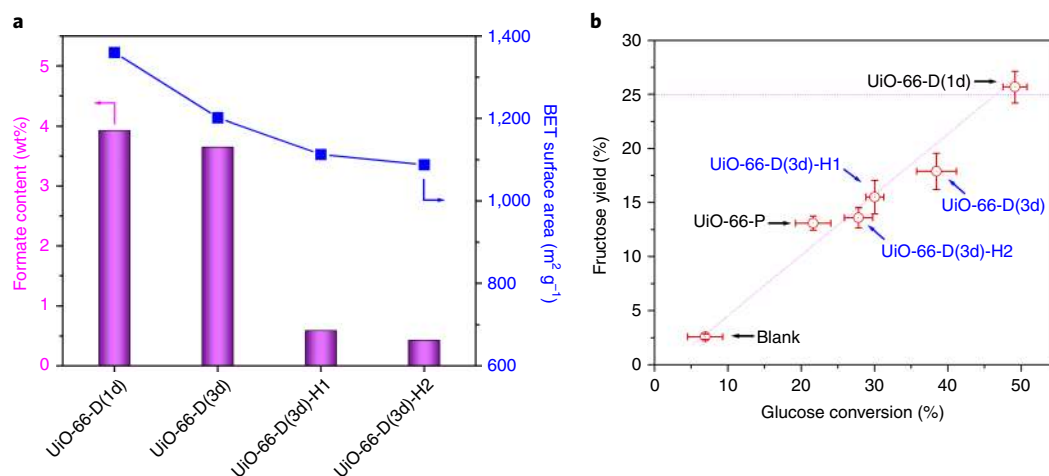 a
Formate content (wt%)
5
4
3
2
1
0
1,400
1,200
1,000
800
600
BET surface area (m² g⁻¹)
UiO-66-D(1d)
UiO-66-D(3d)
UiO-66-D(3d)-H1
UiO-66-D(3d)-H2
b
Fructose yield (%)
30
25
20
15
10
5
0
UiO-66-D(1d)
UiO-66-D(3d)-H1
UiO-66-D(3d)
UiO-66-P
UiO-66-D(3d)-H2
Blank
0
10
20
30
40
50
Glucose conversion (%)